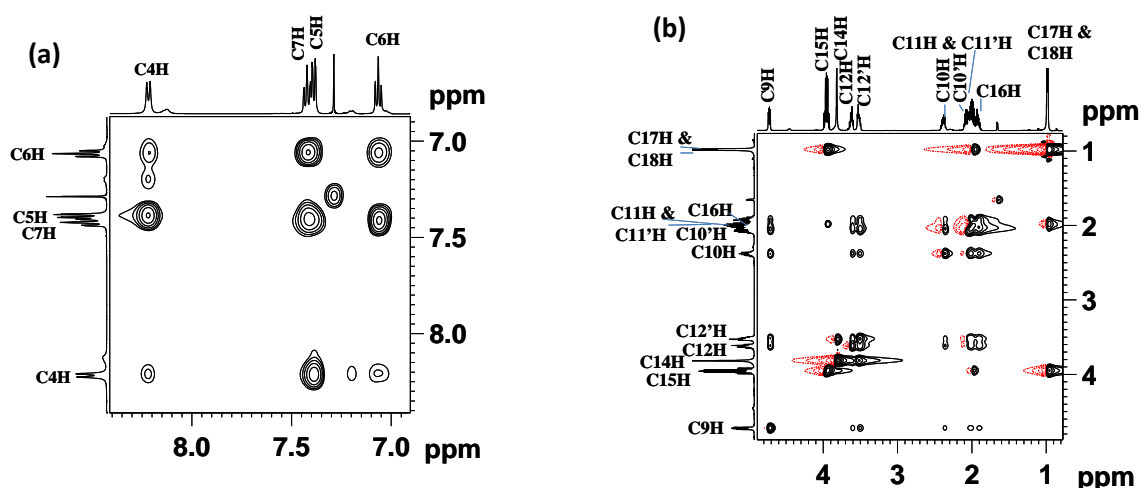 (a)
C4H
C7H
C5H
C6H
ppm
C6H
C5H
C7H
C4H
7.0
7.5
8.0
8.0
7.5
7.0
ppm
(b)
C9H
C15H
C14H
C12H
C12'H
C11H &
C11'H
C10H
C10'H
C16H
C17H &
C18H
ppm
C17H &
C18H
C11H &
C16H
C11'H
C10'H
C10H
C12'H
C12H
C14H
C15H
C9H
1
2
3
4
4
3
2
1
ppm